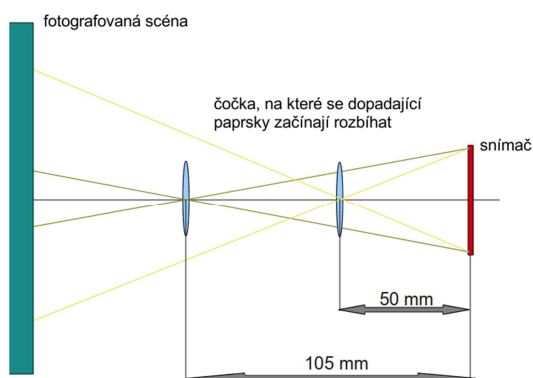 fotografovaná scéna
čočka, na které se dopadající
paprsky začínají rozbíhat
snímač
50 mm
105 mm